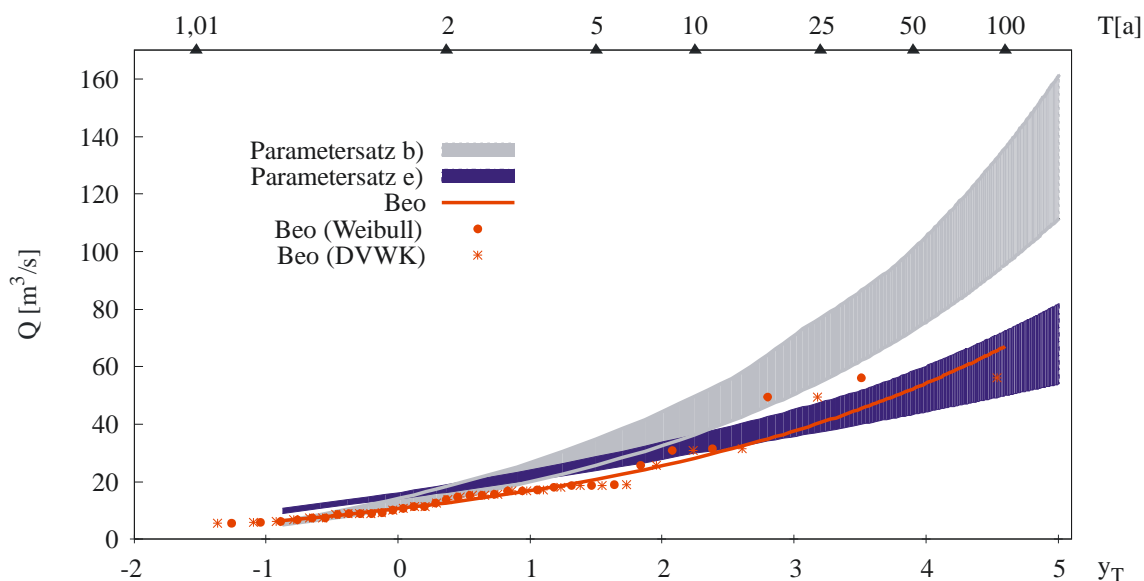 1,01 2 5 10 25 50 100 T[a]
160
140
120
100
80
60
40
20
0
Q [m³/s]
Parametersatz b)
Parametersatz e)
Beo
Beo (Weibull)
Beo (DVWK)
-2 -1 0 1 2 3 4 5 y_T